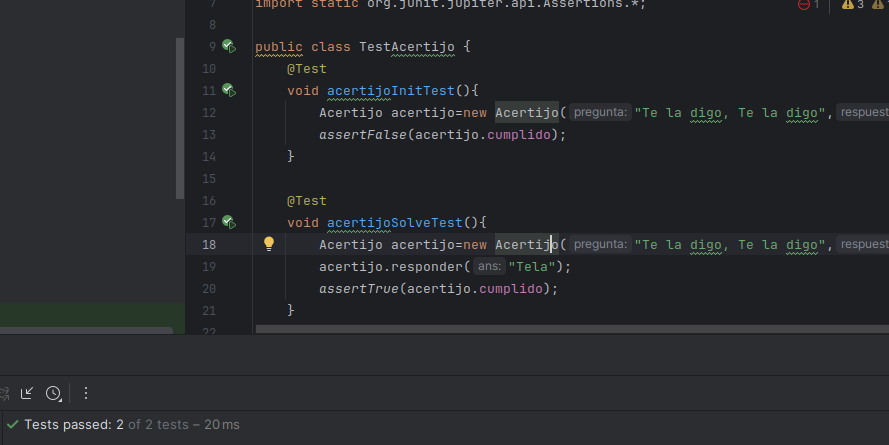 7 import static org.junit.jupiter.api.Assertions.*; 1 3 1
8
9 public class TestAcertijo {
10 @Test
11 void acertijoInitTest(){
12 Acertijo acertijo=new Acertijo( pregunta: "Te la digo, Te la digo", respuest
13 assertFalse(acertijo.cumplido);
14 }
15
16 @Test
17 void acertijoSolveTest(){
18 Acertijo acertijo=new Acertijo( pregunta: "Te la digo, Te la digo", respuest
19 acertijo.responder( ans: "Tela");
20 assertTrue(acertijo.cumplido);
21 }
22
Tests passed: 2 of 2 tests – 20 ms